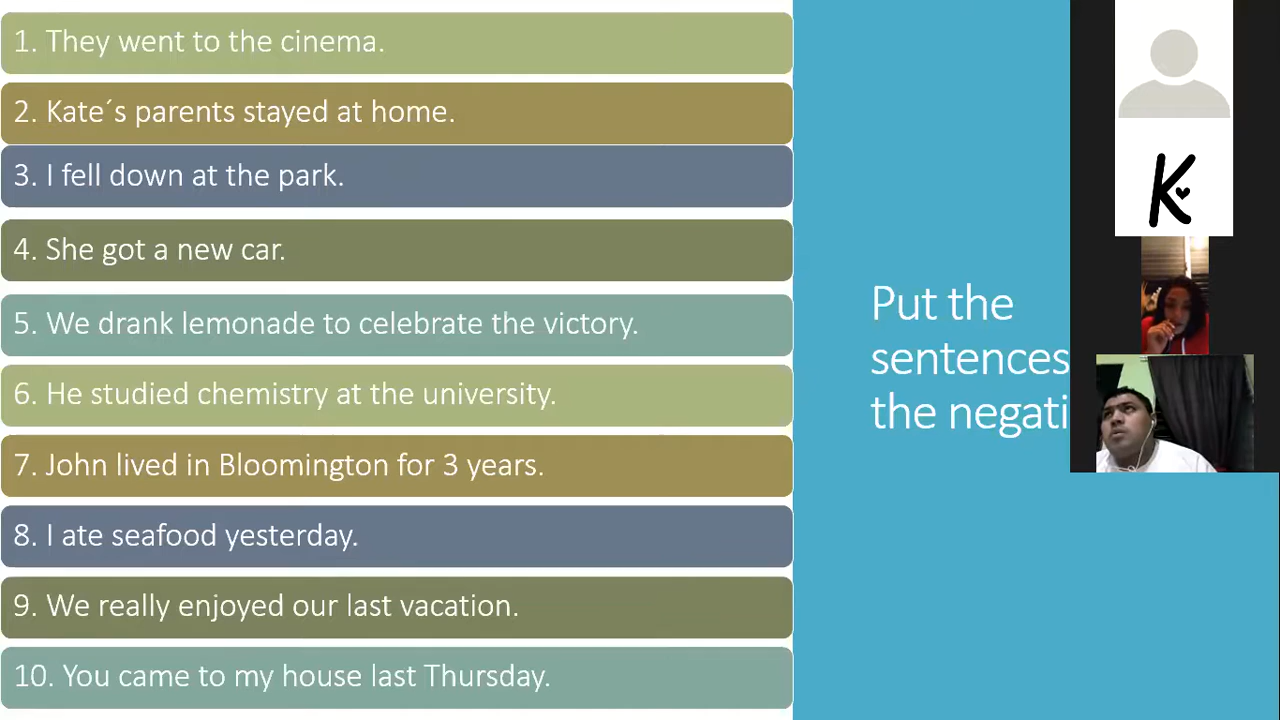 1. They went to the cinema.
2. Kate´s parents stayed at home.
3. I fell down at the park.
4. She got a new car.
5. We drank lemonade to celebrate the victory.
6. He studied chemistry at the university.
7. John lived in Bloomington for 3 years.
8. I ate seafood yesterday.
9. We really enjoyed our last vacation.
10. You came to my house last Thursday.
Put the
sentences
the negati
K